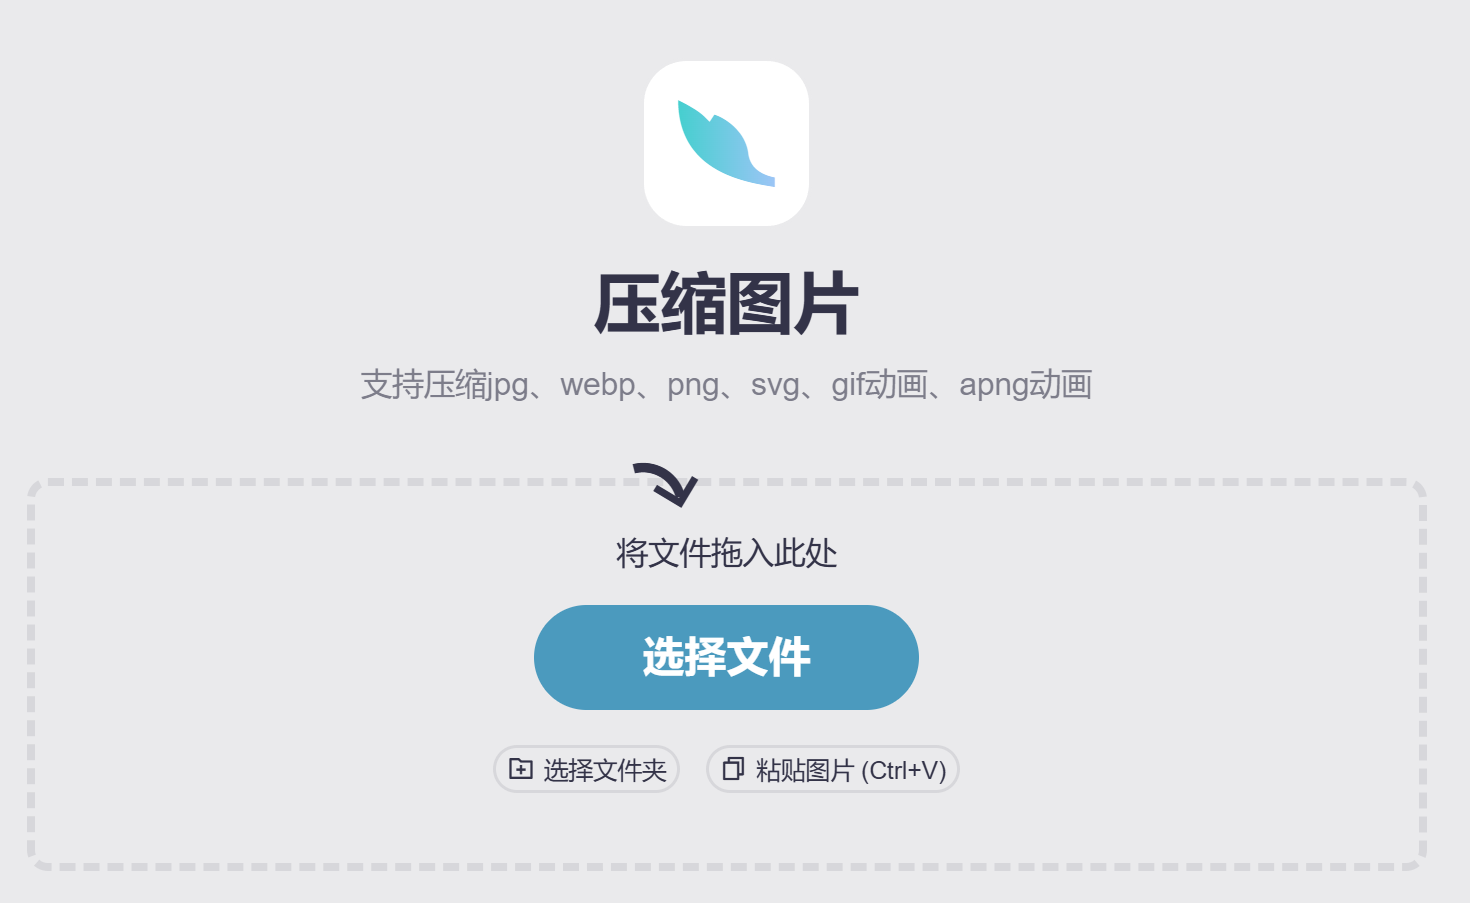 压缩图片
支持压缩jpg、webp、png、svg、gif动画、apng动画
将文件拖入此处
选择文件
选择文件夹
粘贴图片 (Ctrl+V)